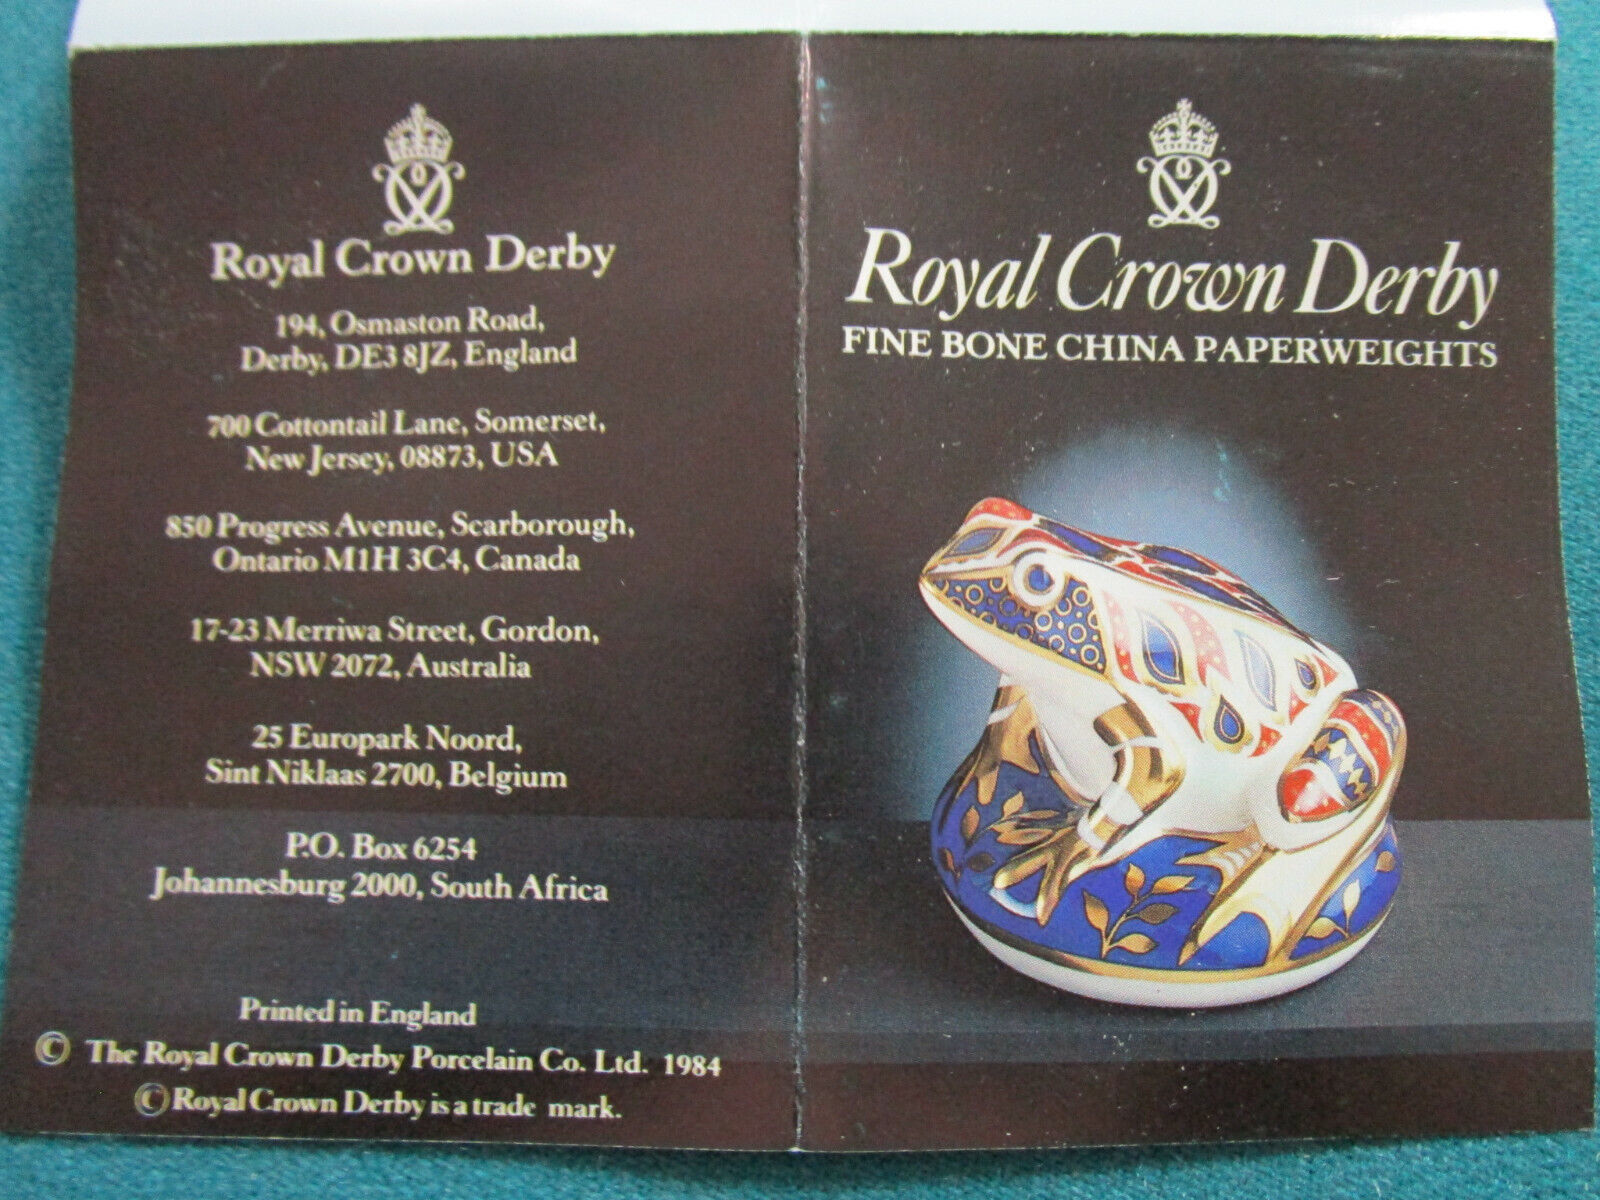 Royal Crown Derby
194, Osmaston Road,
Derby, DE3 8JZ, England
700 Cottontail Lane, Somerset,
New Jersey, 08873, USA
850 Progress Avenue, Scarborough,
Ontario M1H 3C4, Canada
17-23 Merriwa Street, Gordon,
NSW 2072, Australia
25 Europark Noord,
Sint Niklaas 2700, Belgium
P.O. Box 6254
Johannesburg 2000, South Africa
Printed in England
© The Royal Crown Derby Porcelain Co. Ltd. 1984
© Royal Crown Derby is a trade mark.
Royal Crown Derby
FINE BONE CHINA PAPERWEIGHTS